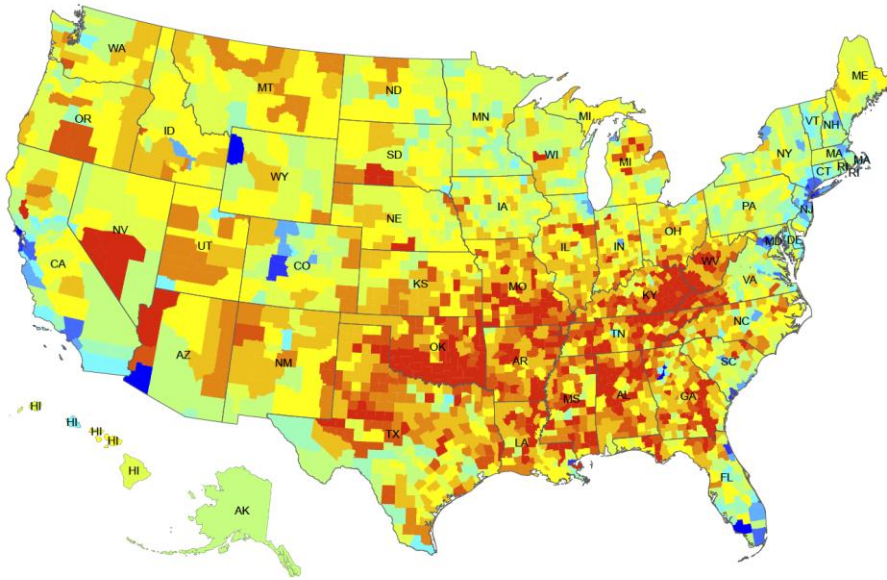 WA
MT
ND
MN
ME
OR
ID
SD
WI
MI
VT
NH
NY
MA
MA
CT
RI
RI
WY
MI
IA
PA
NJ
NE
NV
UT
CO
IL
IN
OH
MD
DE
CA
KS
MO
WV
KY
VA
AZ
NM
OK
AR
TN
NC
SC
MS
AL
GA
TX
LA
HI
HI
HI
HI
HI
FL
AK